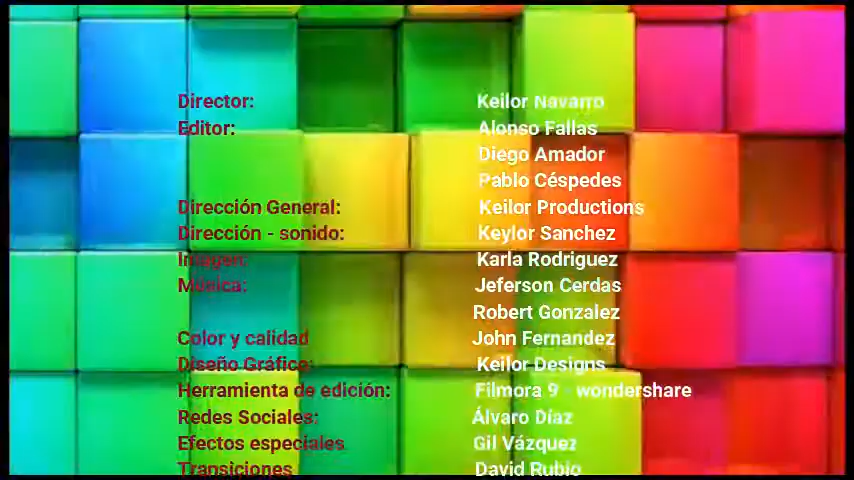 Director: Keilor Navarro
Editor: Alonso Fallas
Diego Amador
Pablo Céspedes
Dirección General: Keilor Productions
Dirección - sonido: Keylor Sanchez
Imagen: Karla Rodriguez
Música: Jeferson Cerdas
Robert Gonzalez
Color y calidad John Fernandez
Diseño Gráfico: Keilor Designs
Herramienta de edición: Filmora 9 - wondershare
Redes Sociales: Álvaro Díaz
Efectos especiales Gil Vázquez
Transiciones David Rubio